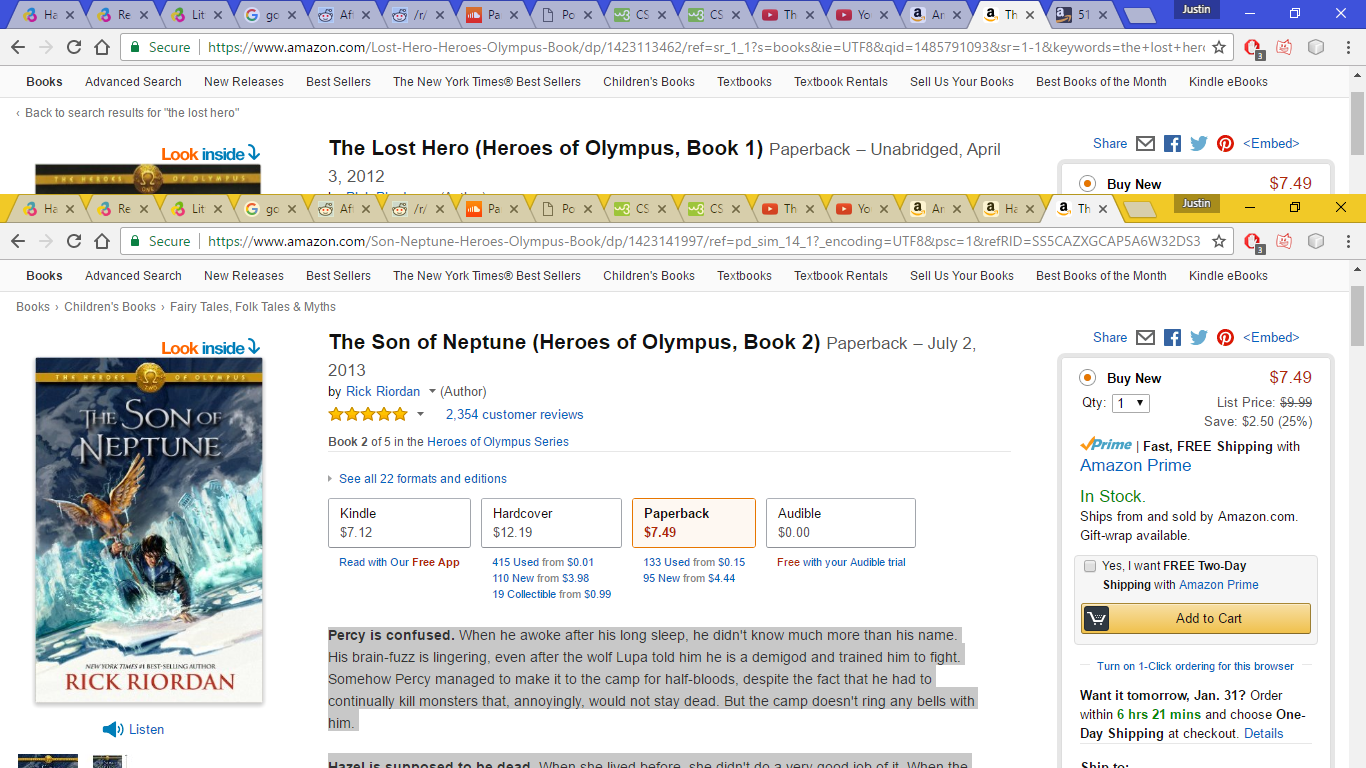 Ha Re Lit go Aff /r/ Pa Po CS CS Th Yo Am Th 51 Justin
Secure https://www.amazon.com/Lost-Hero-Heroes-Olympus-Book/dp/1423113462/ref=sr_1_1?s=books&ie=UTF8&qid=1485791093&sr=1-1&keywords=the+lost+hero 3
Books Advanced Search New Releases Best Sellers The New York Times® Best Sellers Children's Books Textbooks Textbook Rentals Sell Us Your Books Best Books of the Month Kindle eBooks
‹ Back to search results for "the lost hero"
Look inside
The Lost Hero (Heroes of Olympus, Book 1) Paperback – Unabridged, April
3, 2012
Share <Embed>
THE HEROES OF OLYMPUS
ONE
Buy New $7.49
Ha Re Lit go Aff /r/ Pa Po CS CS Th Yo Am Ha Th Justin
Secure https://www.amazon.com/Son-Neptune-Heroes-Olympus-Book/dp/1423141997/ref=pd_sim_14_1?_encoding=UTF8&psc=1&refRID=SS5CAZXGCAP5A6W32DS3 3
Books Advanced Search New Releases Best Sellers The New York Times® Best Sellers Children's Books Textbooks Textbook Rentals Sell Us Your Books Best Books of the Month Kindle eBooks
Books › Children's Books › Fairy Tales, Folk Tales & Myths
Look inside
THE HEROES OF OLYMPUS
TWO
THE SON OF
NEPTUNE
NEW YORK TIMES #1 BEST-SELLING AUTHOR
RICK RIORDAN
Listen
The Son of Neptune (Heroes of Olympus, Book 2) Paperback – July 2,
2013
by Rick Riordan (Author)
2,354 customer reviews
Book 2 of 5 in the Heroes of Olympus Series
See all 22 formats and editions
Kindle
$7.12
Read with Our Free App
Hardcover
$12.19
415 Used from $0.01
110 New from $3.98
19 Collectible from $0.99
Paperback
$7.49
133 Used from $0.15
95 New from $4.44
Audible
$0.00
Free with your Audible trial
Percy is confused. When he awoke after his long sleep, he didn't know much more than his name.
His brain-fuzz is lingering, even after the wolf Lupa told him he is a demigod and trained him to fight.
Somehow Percy managed to make it to the camp for half-bloods, despite the fact that he had to
continually kill monsters that, annoyingly, would not stay dead. But the camp doesn't ring any bells with
him.
Hazel is supposed to be dead. When she lived before, she didn't do a very good job of it. When the
Share <Embed>
Buy New $7.49
Qty: 1 List Price: $9.99
Save: $2.50 (25%)
Prime | Fast, FREE Shipping with
Amazon Prime
In Stock.
Ships from and sold by Amazon.com.
Gift-wrap available.
Yes, I want FREE Two-Day
Shipping with Amazon Prime
Add to Cart
Turn on 1-Click ordering for this browser
Want it tomorrow, Jan. 31? Order
within 6 hrs 21 mins and choose One-
Day Shipping at checkout. Details
Ship to: